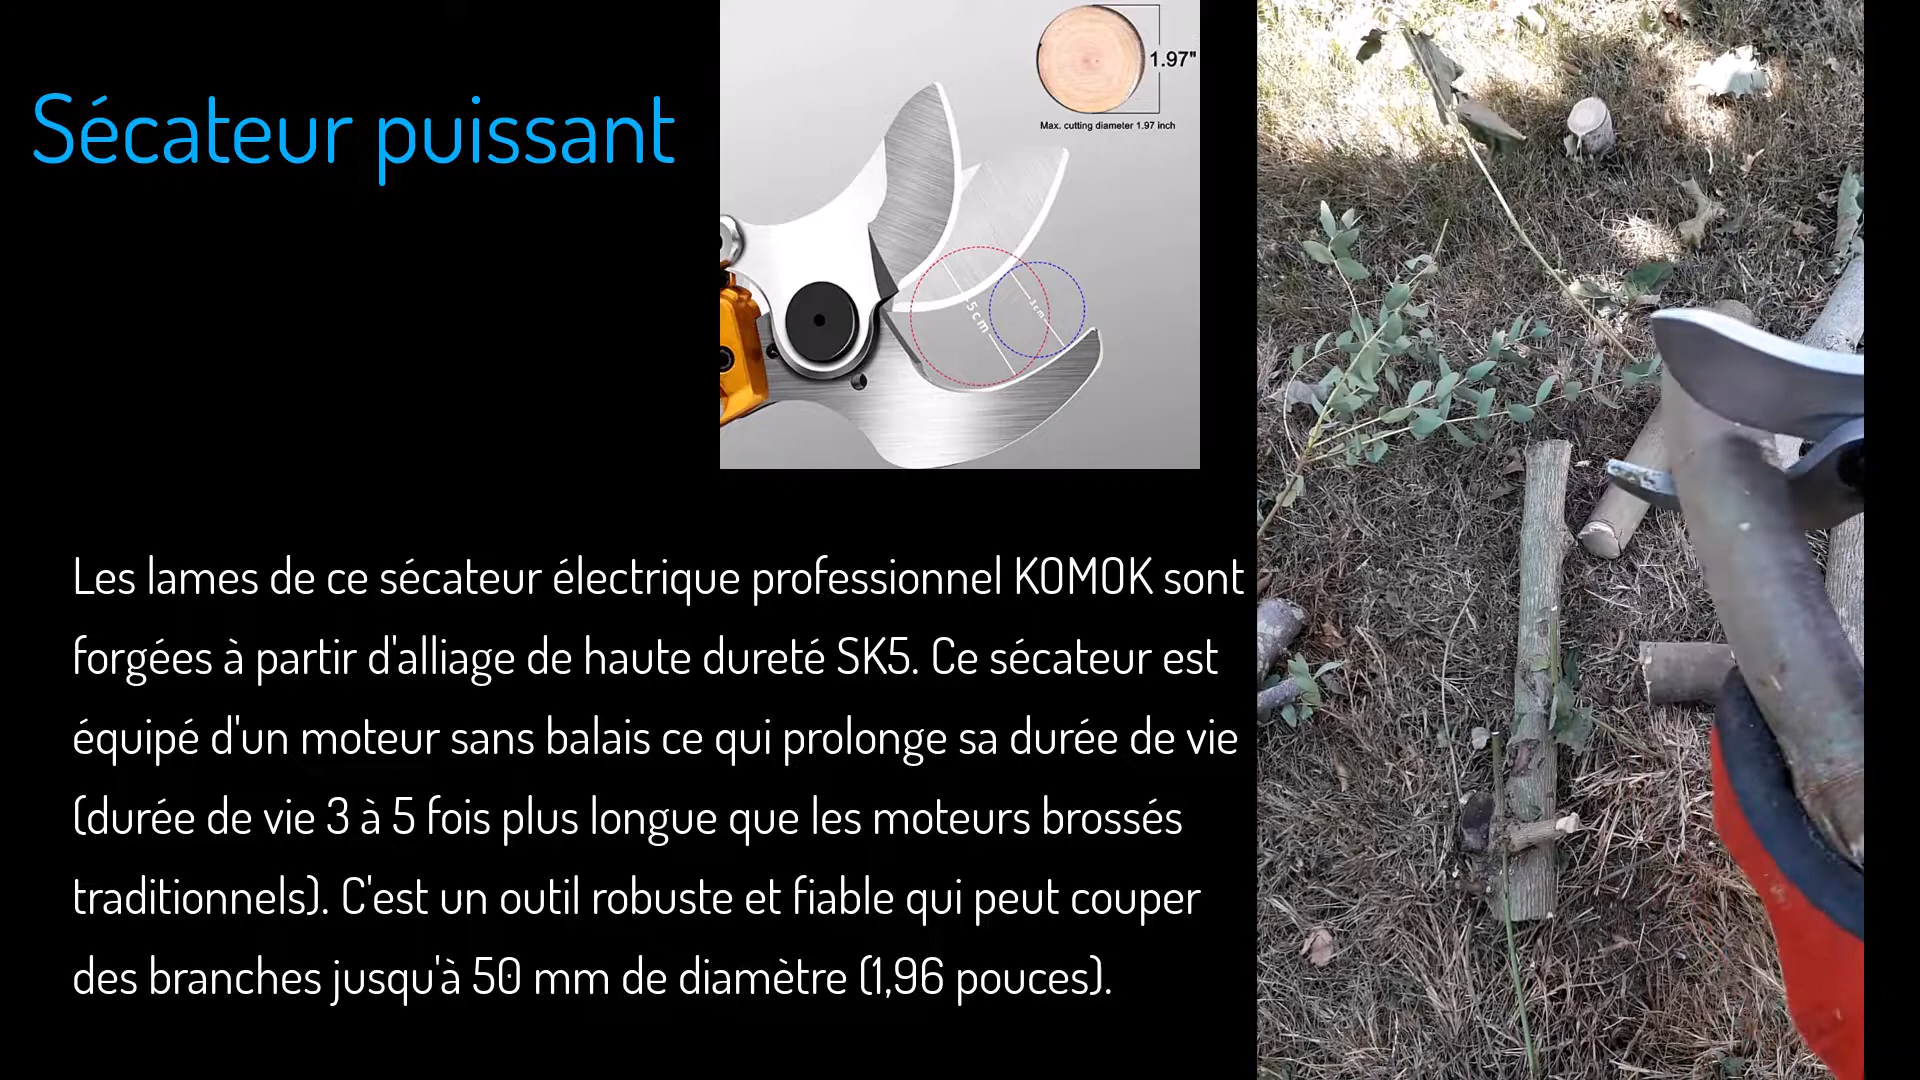 Sécateur puissant
1.97"
Max. cutting diameter 1.97 inch
5cm
3cm
Les lames de ce sécateur électrique professionnel KOMOK sont
forgées à partir d'alliage de haute dureté SK5. Ce sécateur est
équipé d'un moteur sans balais ce qui prolonge sa durée de vie
(durée de vie 3 à 5 fois plus longue que les moteurs brossés
traditionnels). C'est un outil robuste et fiable qui peut couper
des branches jusqu'à 50 mm de diamètre (1,96 pouces).